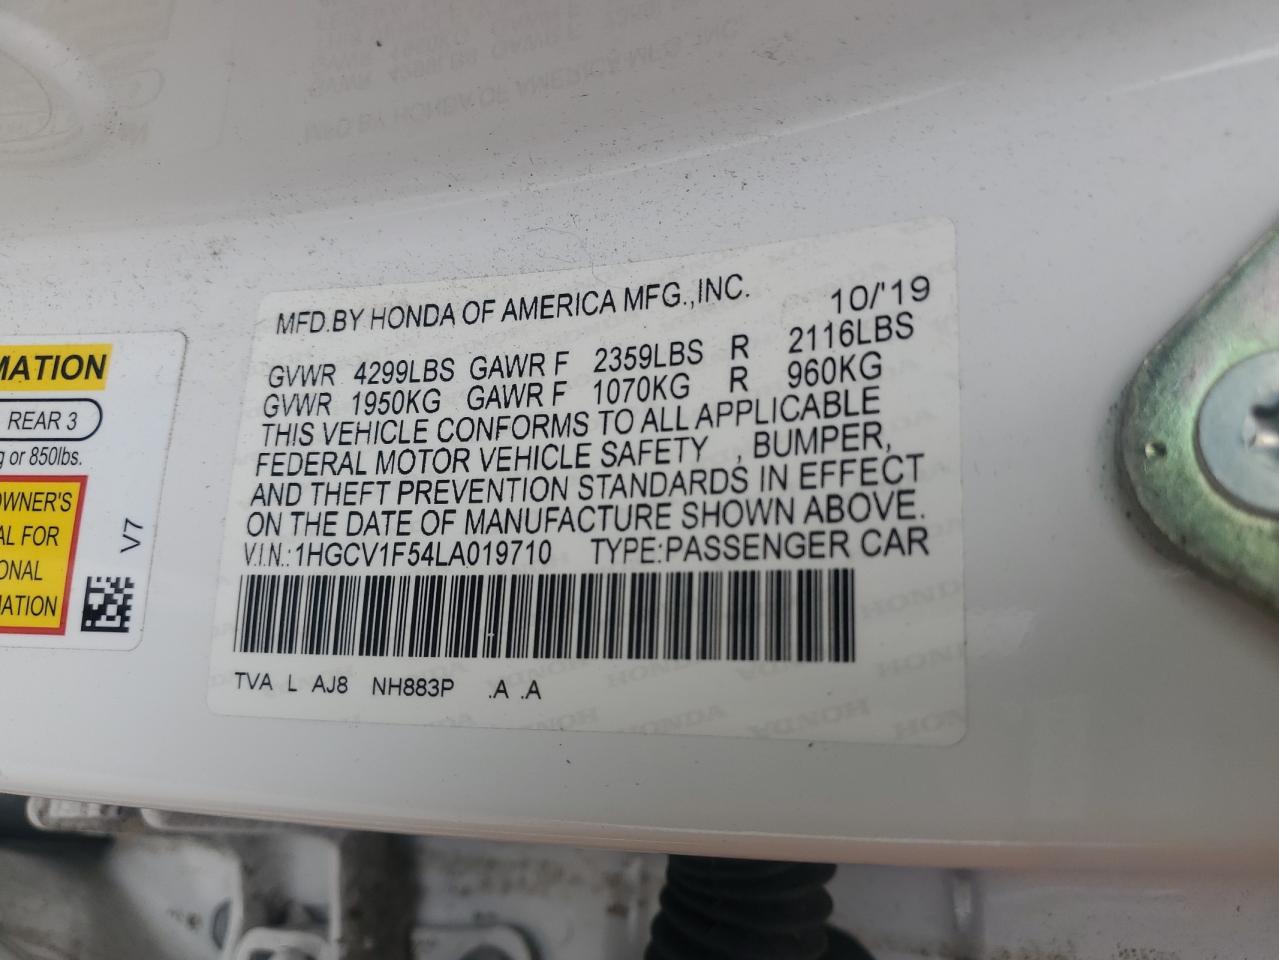 MFD.BY HONDA OF AMERICA MFG.,INC. 10/'19
GVWR 4299LBS GAWR F 2359LBS R 2116LBS
GVWR 1950KG GAWR F 1070KG R 960KG
THIS VEHICLE CONFORMS TO ALL APPLICABLE
FEDERAL MOTOR VEHICLE SAFETY , BUMPER,
AND THEFT PREVENTION STANDARDS IN EFFECT
ON THE DATE OF MANUFACTURE SHOWN ABOVE.
V.I.N.:1HGCV1F54LA019710 TYPE:PASSENGER CAR
TVA L AJ8 NH883P .A .A
MATION
REAR 3
g or 850lbs.
OWNER'S
AL FOR
ONAL
MATION
V7